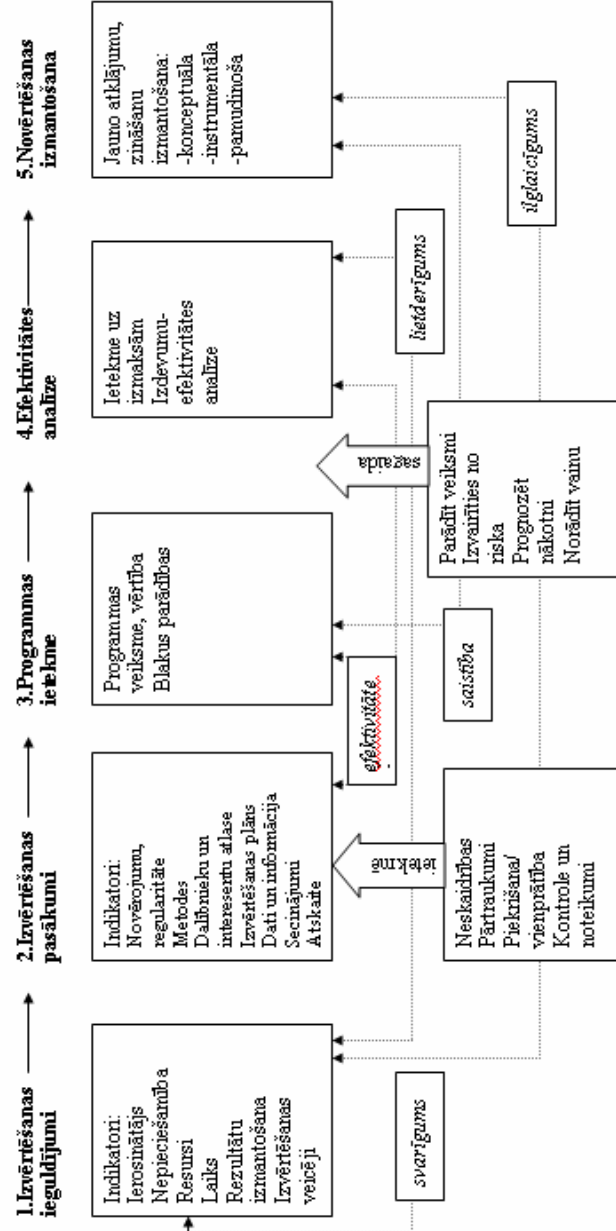 1.Izvērtēšanas
ieguldījumi
2.Izvērtēšanas
pasākumi
3.Programmas
ietekme
4.Efektivitātes
analīze
5.Novērtēšanas
izmantošana
Indikatori:
Ierosinātājs
Nepieciešamība
Resursi
Laiks
Rezultātu
izmantošana
Izvērtēšanas
veicēji
Indikatori:
Novērojumu,
regularitāte
Metodes
Dalībnieku un
interesentu atlase
Izvērtēšanas plāns
Dati un informācija
Secinājumi
Atskaite
Programmas
veiksme, vērtība
Blakus parādības
Ietekme uz
izmaksām
Izdevumu-
efektivitātes
analīze
Jauno atklājumu,
zināšanu
izmantošana:
-konceptuāla
-instrumentāla
-pamudinoša
efektivitāte
.
lietderīgums
ietekmē
sagaida
svarīgums
saistība
ilglaicīgums
Neskaidrības
Pārtraukumi
Piekrišana/
vienprātība
Kontrole un
noteikumi
Parādīt veiksmi
Izvairīties no
riska
Prognozēt
nākotni
Norādīt vainu